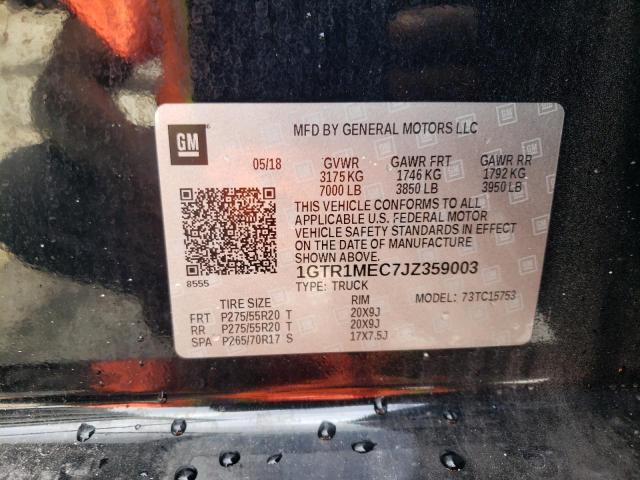 GM
MFD BY GENERAL MOTORS LLC
05/18 GVWR GAWR FRT GAWR RR
3175 KG 1746 KG 1792 KG
7000 LB 3850 LB 3950 LB
THIS VEHICLE CONFORMS TO ALL
APPLICABLE U.S. FEDERAL MOTOR
VEHICLE SAFETY STANDARDS IN EFFECT
ON THE DATE OF MANUFACTURE
SHOWN ABOVE.
8555 1GTR1MEC7JZ359003
TYPE: TRUCK
TIRE SIZE RIM MODEL: 73TC15753
FRT P275/55R20 T 20X9J
RR P275/55R20 T 20X9J
SPA P265/70R17 S 17X7.5J